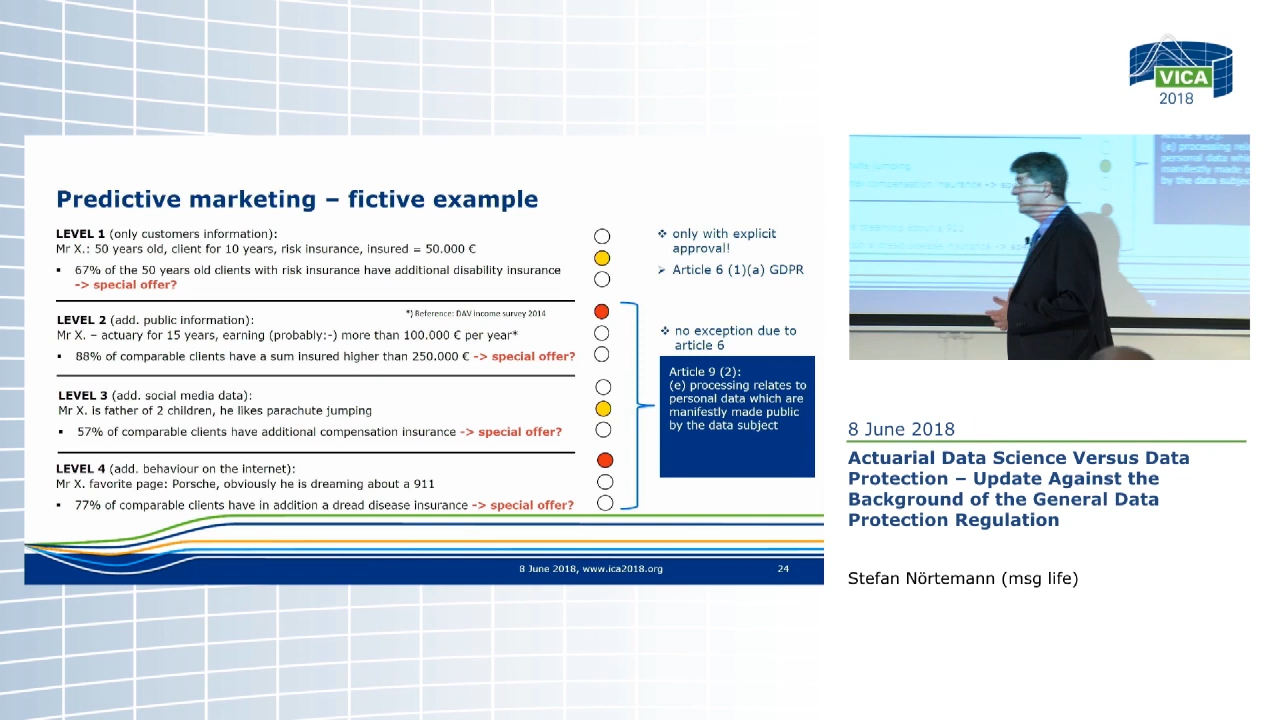 VICA
2018
Predictive marketing – fictive example
LEVEL 1 (only customers information):
Mr X.: 50 years old, client for 10 years, risk insurance, insured = 50.000 €
▪ 67% of the 50 years old clients with risk insurance have additional disability insurance
-> special offer?
❖ only with explicit
approval!
➢ Article 6 (1)(a) GDPR
*) Reference: DAV income survey 2014
LEVEL 2 (add. public information):
Mr X. – actuary for 15 years, earning (probably:-) more than 100.000 € per year*
▪ 88% of comparable clients have a sum insured higher than 250.000 € -> special offer?
❖ no exception due to
article 6
Article 9 (2):
(e) processing relates to
personal data which are
manifestly made public
by the data subject
LEVEL 3 (add. social media data):
Mr X. is father of 2 children, he likes parachute jumping
▪ 57% of comparable clients have additional compensation insurance -> special offer?
LEVEL 4 (add. behaviour on the internet):
Mr X. favorite page: Porsche, obviously he is dreaming about a 911
▪ 77% of comparable clients have in addition a dread disease insurance -> special offer?
8 June 2018, www.ica2018.org
24
(e) processing
personal data
manifestly made p
by the data subjec
8 June 2018
Actuarial Data Science Versus Data
Protection – Update Against the
Background of the General Data
Protection Regulation
Stefan Nörtemann (msg life)